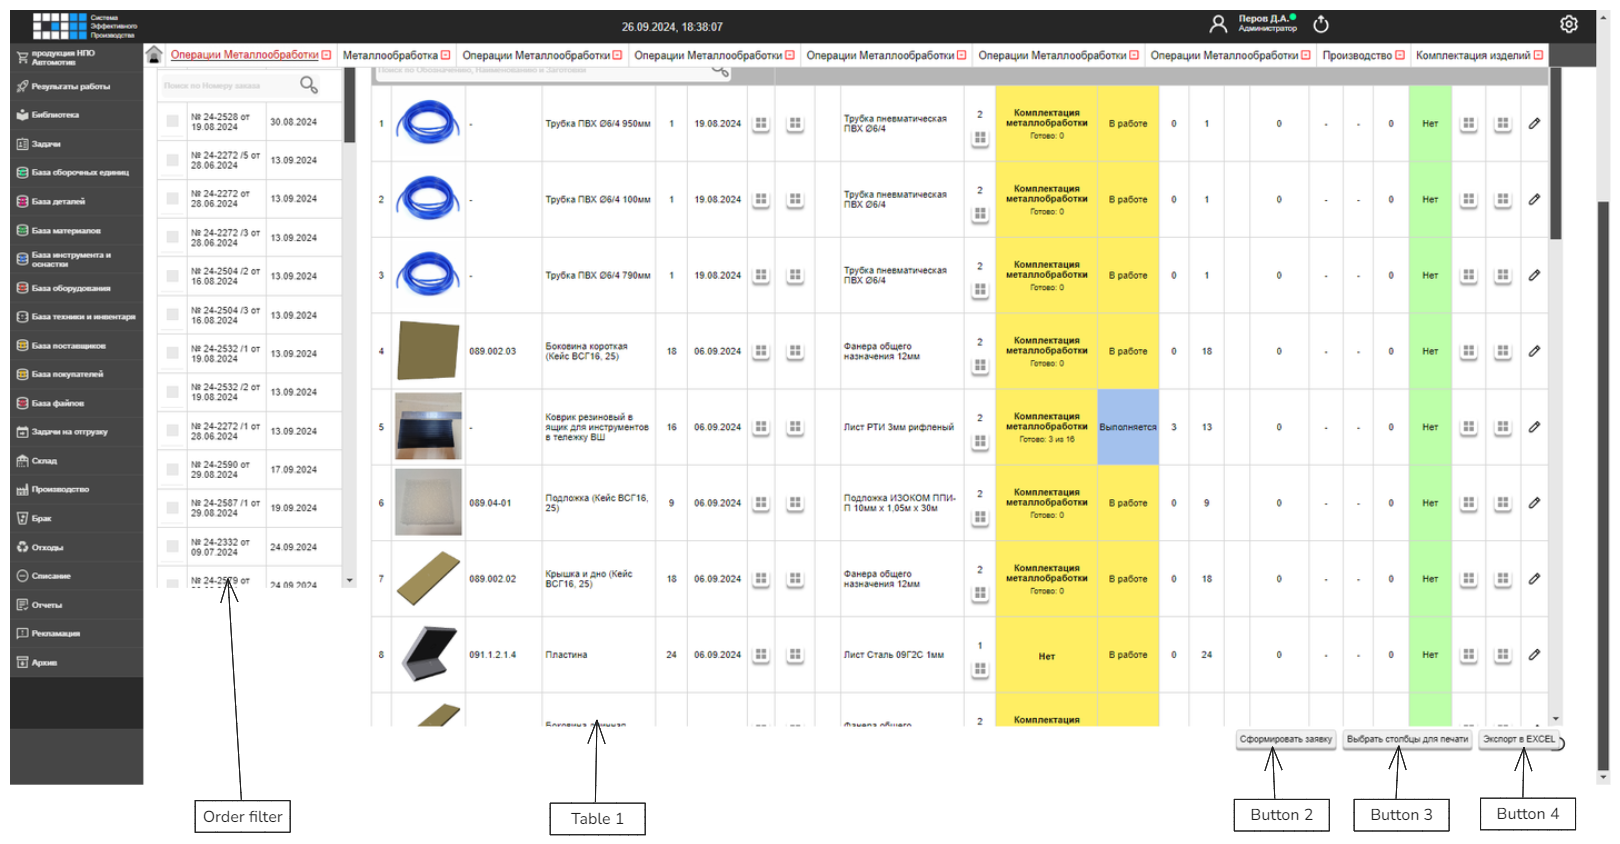 Система
Эффективного
Производства
26.09.2024, 18:38:07
Перов Д.А.
Администратор
продукция НПО
Автомотив
Результаты работы
Библиотека
Задачи
База сборочных единиц
База деталей
База материалов
База инструмента и
оснастки
База оборудования
База техники и инвентаря
База поставщиков
База покупателей
База файлов
Задачи на отгрузку
Склад
Производство
Брак
Отходы
Списание
Отчеты
Рекламации
Архив
Операции Металлообработки
Металлообработка
Операции Металлообработки
Операции Металлообработки
Операции Металлообработки
Операции Металлообработки
Операции Металлообработки
Производство
Комплектация изделий
Поиск по Номеру заказа
№ 24-2528 от
19.08.2024
30.08.2024
№ 24-2272 /5 от
28.06.2024
13.09.2024
№ 24-2272 от
28.06.2024
13.09.2024
№ 24-2272 /3 от
28.06.2024
13.09.2024
№ 24-2504 /2 от
16.08.2024
13.09.2024
№ 24-2504 /3 от
16.08.2024
13.09.2024
№ 24-2532 /1 от
19.08.2024
13.09.2024
№ 24-2532 /2 от
19.08.2024
13.09.2024
№ 24-2272 /1 от
28.06.2024
13.09.2024
№ 24-2590 от
29.08.2024
17.09.2024
№ 24-2587 /1 от
29.08.2024
19.09.2024
№ 24-2332 от
09.07.2024
24.09.2024
№ 24-2579 от
24.09.2024
Поиск по Обозначению, Наименованию и Заготовке
1 - Трубка ПВХ Ø6/4 950мм 1 19.08.2024 Трубка пневматическая
ПВХ Ø6/4 2 Комплектация
металлообработки
Готово: 0 В работе 0 1 0 - - 0 Нет
2 - Трубка ПВХ Ø6/4 100мм 1 19.08.2024 Трубка пневматическая
ПВХ Ø6/4 2 Комплектация
металлообработки
Готово: 0 В работе 0 1 0 - - 0 Нет
3 - Трубка ПВХ Ø6/4 790мм 1 19.08.2024 Трубка пневматическая
ПВХ Ø6/4 2 Комплектация
металлообработки
Готово: 0 В работе 0 1 0 - - 0 Нет
4 089.002.03 Боковина короткая
(Кейс ВСГ16, 25) 18 06.09.2024 Фанера общего
назначения 12мм 2 Комплектация
металлообработки
Готово: 0 В работе 0 18 0 - - 0 Нет
5 - Коврик резиновый в
ящик для инструментов
в тележку ВШ 16 06.09.2024 Лист РТИ 3мм рифленый 2 Комплектация
металлообработки
Готово: 3 из 16 Выполняется 3 13 0 - - 0 Нет
6 089.04-01 Подложка (Кейс ВСГ16,
25) 9 06.09.2024 Подложка ИЗОКОМ ППИ-
П 10мм х 1,05м х 30м 2 Комплектация
металлообработки
Готово: 0 В работе 0 9 0 - - 0 Нет
7 089.002.02 Крышка и дно (Кейс
ВСГ16, 25) 18 06.09.2024 Фанера общего
назначения 12мм 2 Комплектация
металлообработки
Готово: 0 В работе 0 18 0 - - 0 Нет
8 091.1.2.1.4 Пластина 24 06.09.2024 Лист Сталь 09Г2С 1мм 1 Нет В работе 0 24 0 - - 0 Нет
Боковина длинная Фанера общего 2 Комплектация
Сформировать заявку
Выбрать столбцы для печати
Экспорт в EXCEL
Order filter
Table 1
Button 2
Button 3
Button 4